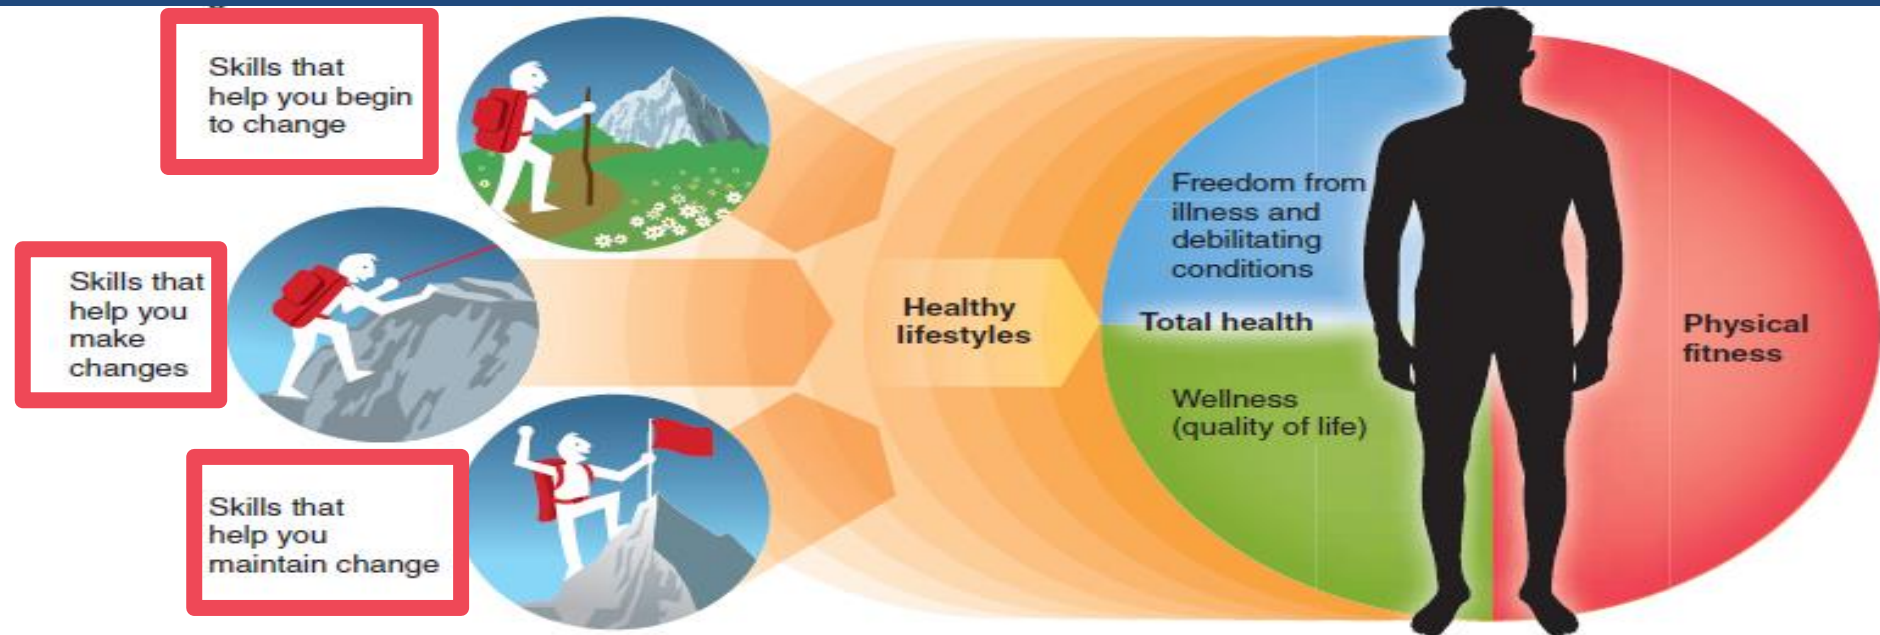 Skills that
help you begin
to change
Skills that
help you
make
changes
Skills that
help you
maintain change
Healthy
lifestyles
Freedom from
illness and
debilitating
conditions
Total health
Wellness
(quality of life)
Physical
fitness